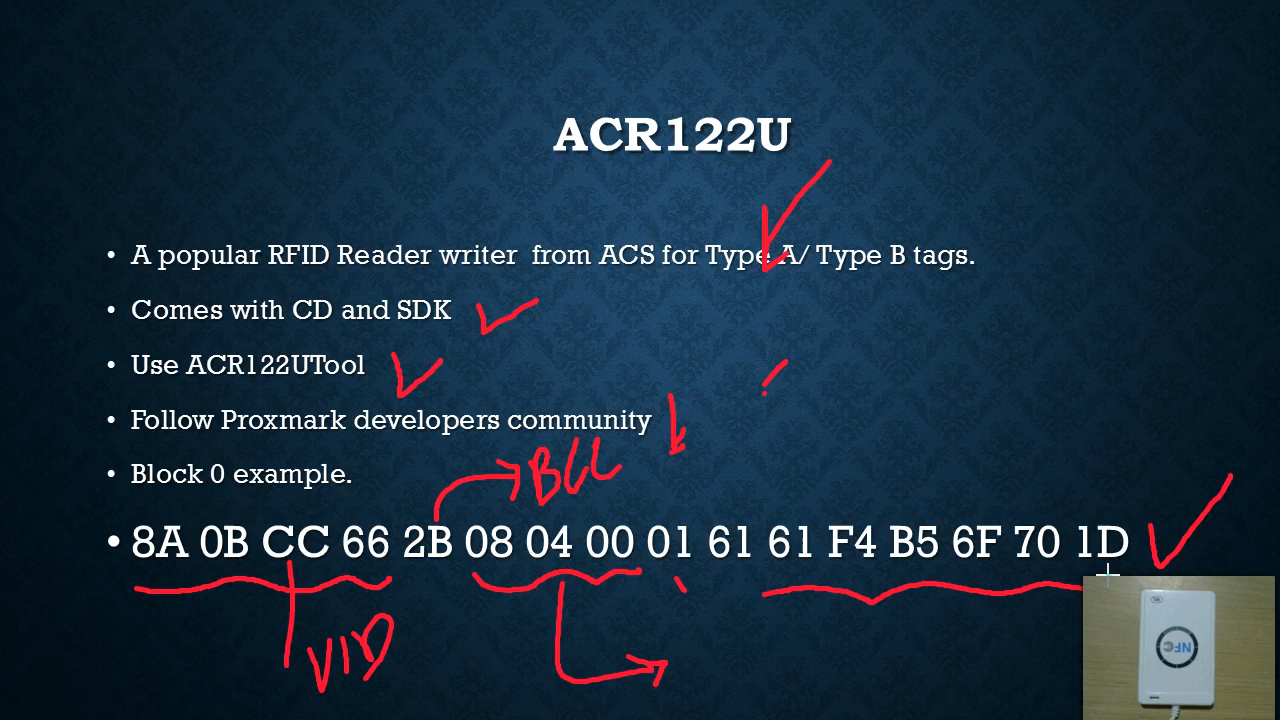 ACR122U
• A popular RFID Reader writer from ACS for Type A/ Type B tags.
• Comes with CD and SDK
• Use ACR122UTool
• Follow Proxmark developers community
BCC
• Block 0 example.
• 8A 0B CC 66 2B 08 04 00 01 61 61 F4 B5 6F 70 1D
VID
NFC